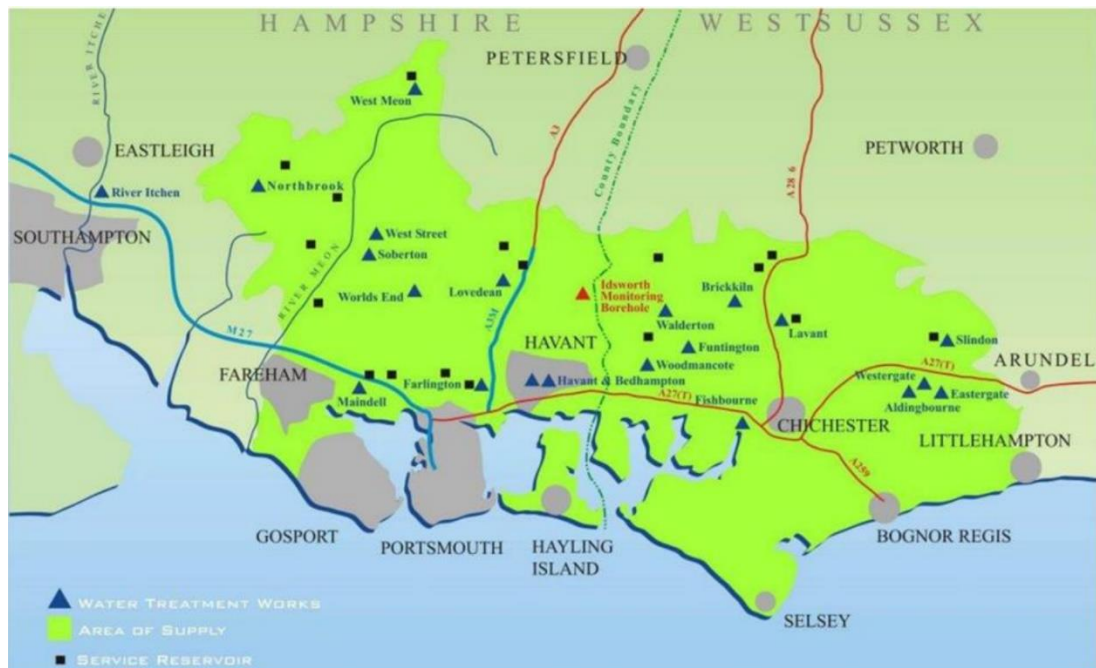 HAMPSHIRE
WEST SUSSEX
RIVER ITCHE
PETERSFIELD
West Meon
A3
County Boundary
A28 6
EASTLEIGH
PETWORTH
River Itchen
Northbrook
SOUTHAMPTON
West Street
Soberton
RIVER MEON
Worlds End
Lovedean
Idsworth
Monitoring
Borehole
Brickkiln
Walderton
Lavant
M27
A3M
HAVANT
Funtington
Slindon
Woodmancote
ARUNDEL
FAREHAM
Maindell
Farlington
Havant & Bedhampton
A27(T)
Fishbourne
A27(T)
Westergate
Eastergate
Aldingbourne
CHICHESTER
LITTLEHAMPTON
A259
GOSPORT
PORTSMOUTH
HAYLING
ISLAND
BOGNOR REGIS
SELSEY
WATER TREATMENT WORKS
AREA OF SUPPLY
SERVICE RESERVOIR